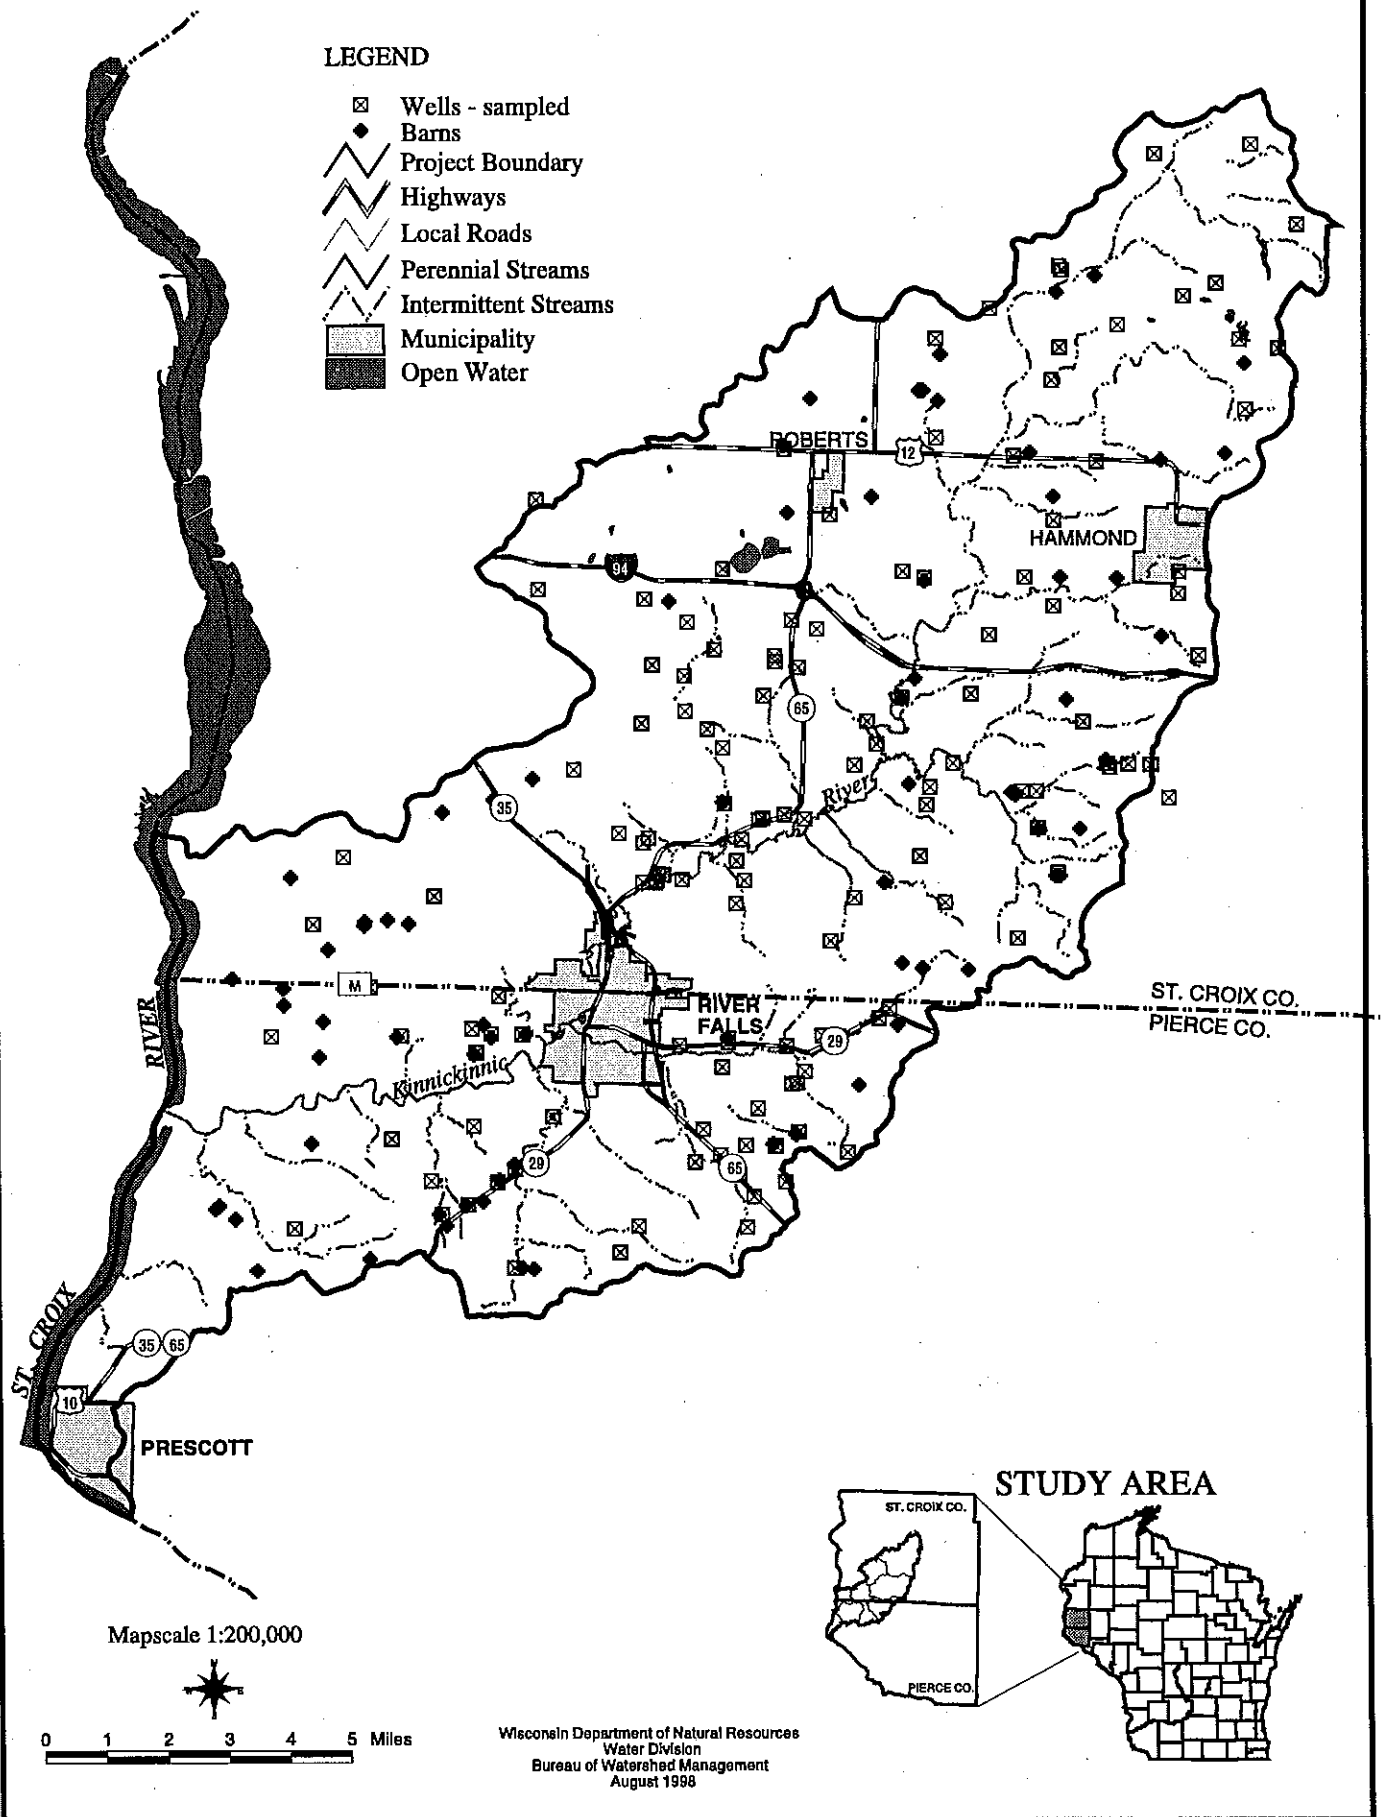 LEGEND
Wells - sampled
Barns
Project Boundary
Highways
Local Roads
Perennial Streams
Intermittent Streams
Municipality
Open Water
ROBERTS
12
HAMMOND
94
65
35
River
M
ST. CROIX CO.
PIERCE CO.
RIVER
FALLS
29
RIVER
Kinnickinnic
29
65
ST. CROIX
35
65
10
PRESCOTT
STUDY AREA
ST. CROIX CO.
PIERCE CO.
Mapscale 1:200,000
0 1 2 3 4 5 Miles
Wisconsin Department of Natural Resources
Water Division
Bureau of Watershed Management
August 1998